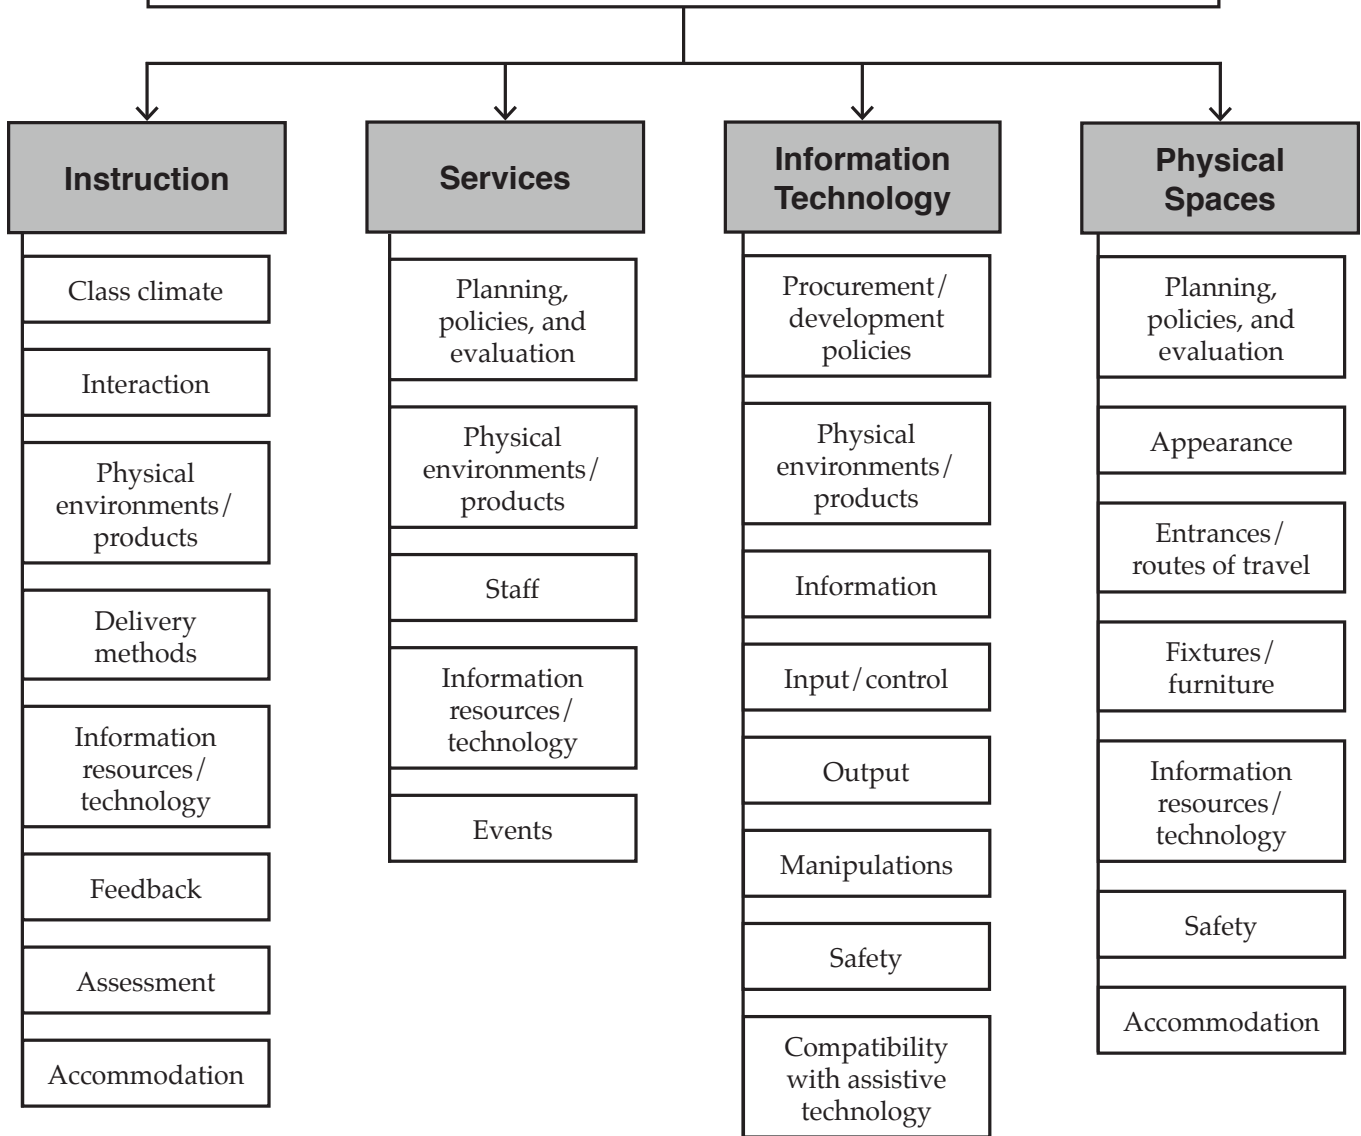 Instruction
Class climate
Interaction
Physical
environments/
products
Delivery
methods
Information
resources/
technology
Feedback
Assessment
Accommodation
Services
Planning,
policies, and
evaluation
Physical
environments/
products
Staff
Information
resources/
technology
Events
Information
Technology
Procurement/
development
policies
Physical
environments/
products
Information
Input/control
Output
Manipulations
Safety
Compatibility
with assistive
technology
Physical
Spaces
Planning,
policies, and
evaluation
Appearance
Entrances/
routes of travel
Fixtures/
furniture
Information
resources/
technology
Safety
Accommodation